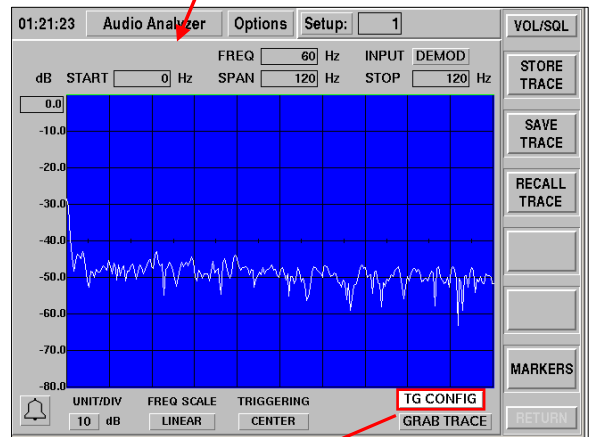 01:21:23 Audio Analyzer Options Setup: 1 VOL/SQL
FREQ 60 Hz INPUT DEMOD
dB START 0 Hz SPAN 120 Hz STOP 120 Hz
STORE
TRACE
0.0
-10.0
SAVE
TRACE
-20.0
RECALL
TRACE
-30.0
-40.0
-50.0
-60.0
-70.0
MARKERS
-80.0
UNIT/DIV FREQ SCALE TRIGGERING TG CONFIG
10 dB LINEAR CENTER GRAB TRACE RETURN